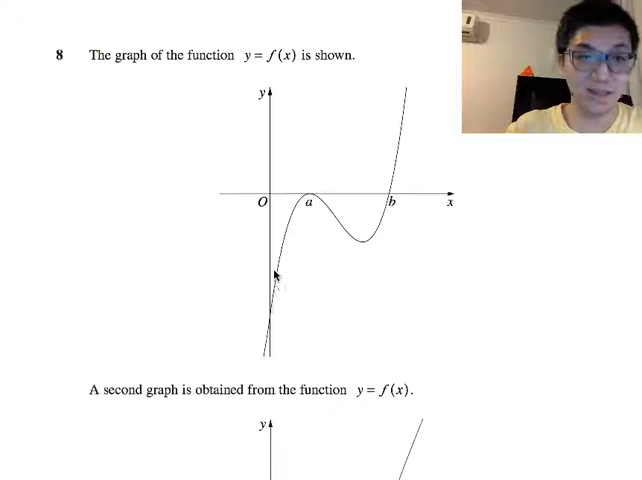 8 The graph of the function y = f(x) is shown.
y
O a b x
A second graph is obtained from the function y = f(x).
y